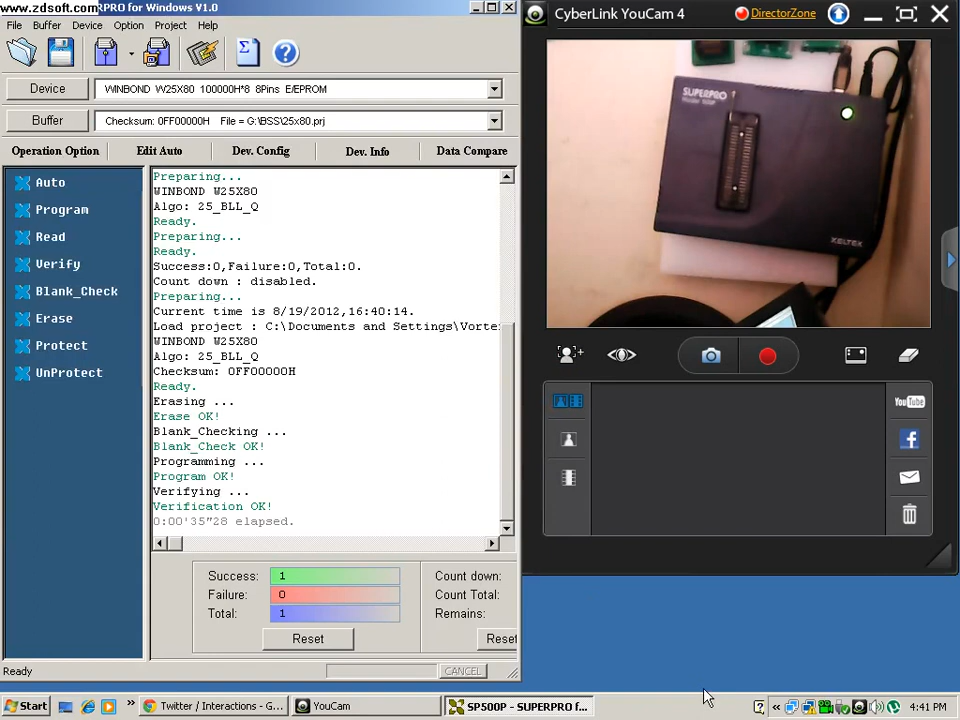 www.zdsoft.comRPRO for Windows V1.0
File Buffer Device Option Project Help
Device WINBOND W25X80 100000H*8 8Pins E/EPROM
Buffer Checksum: 0FF00000H File = G:\BSS\25x80.prj
Operation Option Edit Auto Dev. Config Dev. Info Data Compare
Auto
Program
Read
Verify
Blank_Check
Erase
Protect
UnProtect
Preparing...
WINBOND W25X80
Algo: 25_BLL_Q
Ready.
Preparing...
Ready.
Success:0,Failure:0,Total:0.
Count down : disabled.
Preparing...
Current time is 8/19/2012,16:40:14.
Load project : C:\Documents and Settings\Vorte
WINBOND W25X80
Algo: 25_BLL_Q
Checksum: 0FF00000H
Ready.
Erasing ...
Erase OK!
Blank_Checking ...
Blank_Check OK!
Programming ...
Program OK!
Verifying ...
Verification OK!
0:00'35"28 elapsed.
Success: 1
Failure: 0
Total: 1
Reset
Count down:
Count Total:
Remains:
Reset
Ready
CANCEL
CyberLink YouCam 4
DirectorZone
SUPERPRO
XELTEK
YouTube
Start
Twitter / Interactions - G...
YouCam
SP500P - SUPERPRO f...
4:41 PM